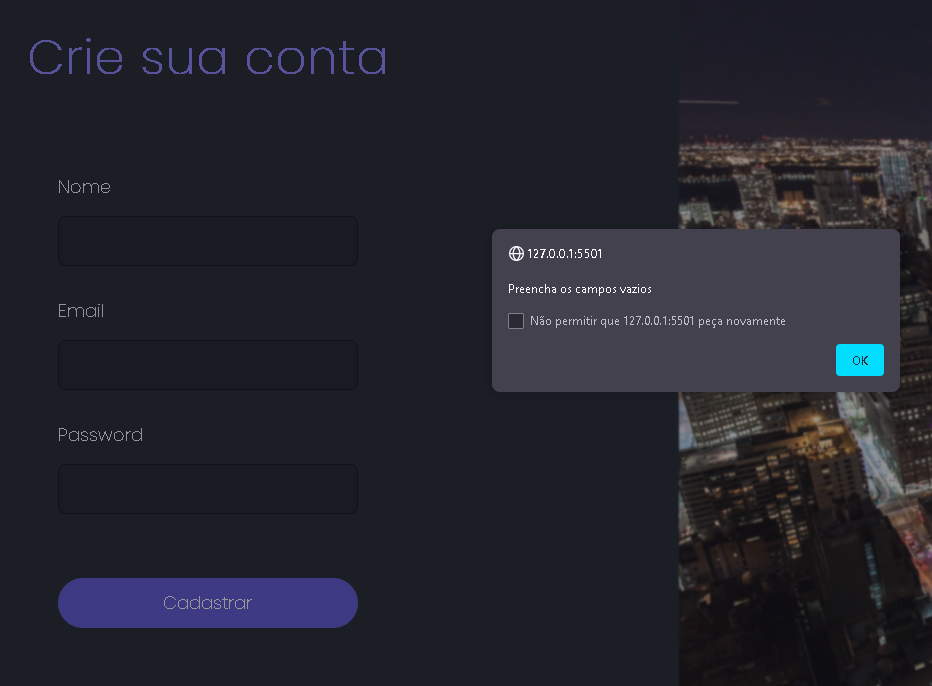 Crie sua conta
Nome
Email
Password
Cadastrar
127.0.0.1:5501
Preencha os campos vazios
Não permitir que 127.0.0.1:5501 peça novamente
OK